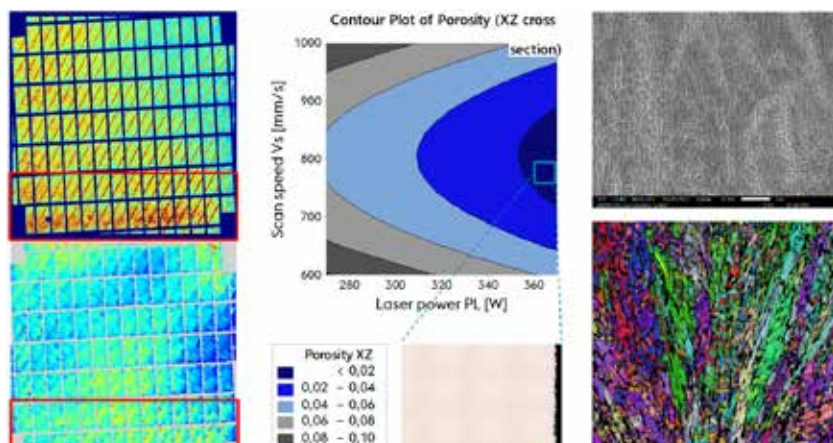 Contour Plot of Porosity (XZ cross
section)
1000
900
800
700
600
Scan speed Vs [mm/s]
280 300 320 340 360
Laser power PL [W]
Porosity XZ
< 0,02
0,02 – 0,04
0,04 – 0,06
0,06 – 0,08
0,08 – 0,10